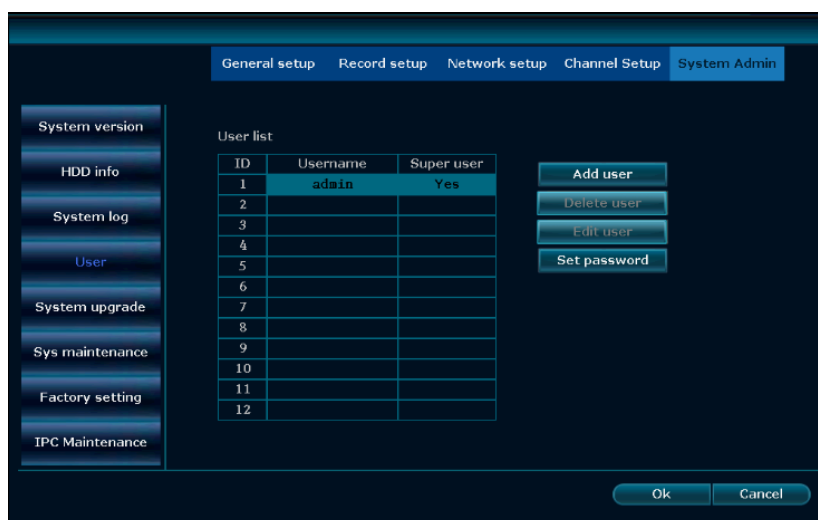 General setup Record setup Network setup Channel Setup System Admin
System version
HDD info
System log
User
System upgrade
Sys maintenance
Factory setting
IPC Maintenance
User list
ID Username Super user
1 admin Yes
2
3
4
5
6
7
8
9
10
11
12
Add user
Delete user
Edit user
Set password
Ok Cancel